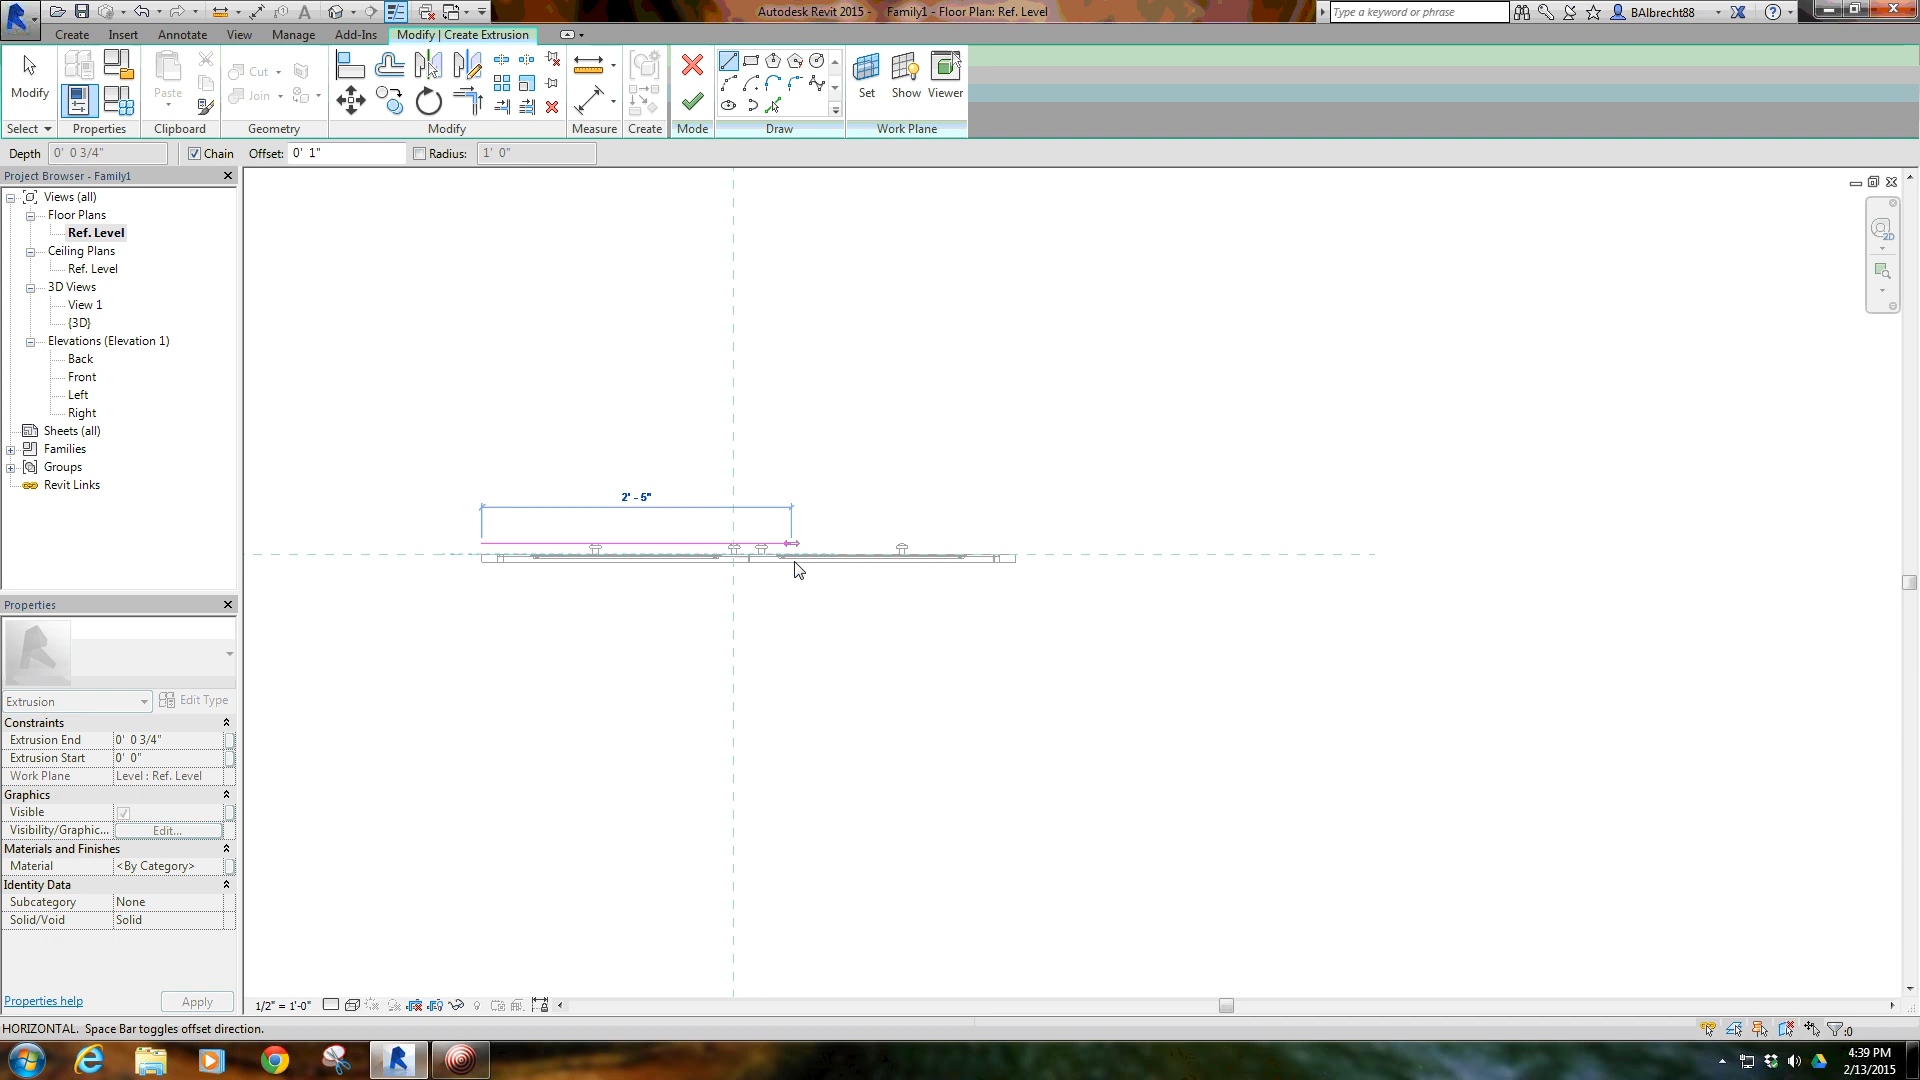 Autodesk Revit 2015 - Family1 - Floor Plan: Ref. Level
Type a keyword or phrase
BAlbrecht88
Create Insert Annotate View Manage Add-Ins Modify | Create Extrusion
Modify
Paste
Cut
Join
Set Show Viewer
Select Properties Clipboard Geometry Modify Measure Create Mode Draw Work Plane
Depth 0' 0 3/4" Chain Offset: 0' 1" Radius: 1' 0"
Project Browser - Family1
Views (all)
Floor Plans
Ref. Level
Ceiling Plans
Ref. Level
3D Views
View 1
{3D}
Elevations (Elevation 1)
Back
Front
Left
Right
Sheets (all)
Families
Groups
Revit Links
2D
2' - 5"
Properties
Extrusion Edit Type
Constraints
Extrusion End 0' 0 3/4"
Extrusion Start 0' 0"
Work Plane Level : Ref. Level
Graphics
Visible
Visibility/Graphic... Edit...
Materials and Finishes
Material <By Category>
Identity Data
Subcategory None
Solid/Void Solid
Properties help Apply
1/2" = 1'-0"
HORIZONTAL. Space Bar toggles offset direction.
:0
4:39 PM
2/13/2015